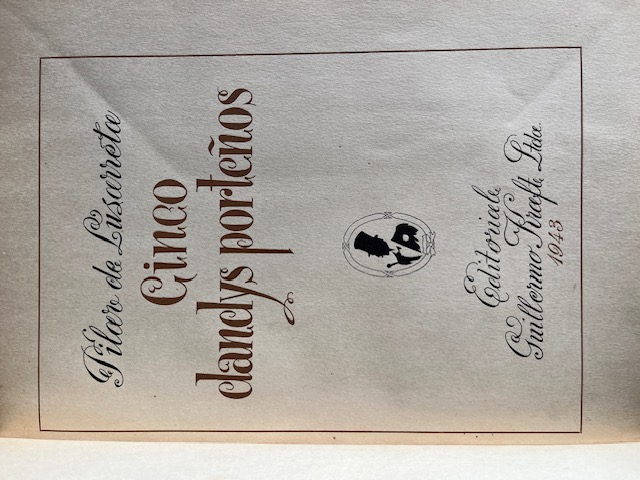 Pilar de Lusarreta
Cinco
dandys porteños
Editorial
Guillermo Kraft Ltda.
1943